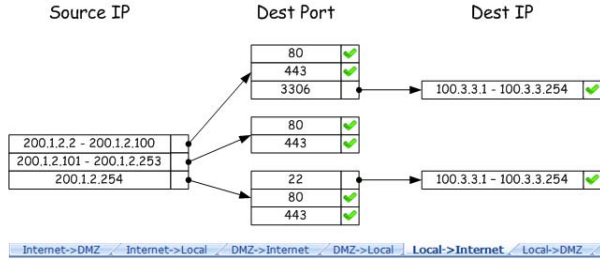 Source IP Dest Port Dest IP
80
443
3306 100.3.3.1 - 100.3.3.254
80
200.1.2.2 - 200.1.2.100 443
200.1.2.101 - 200.1.2.253
200.1.2.254 22 100.3.3.1 - 100.3.3.254
80
443
Internet->DMZ Internet->Local DMZ->Internet DMZ->Local Local->Internet Local->DMZ